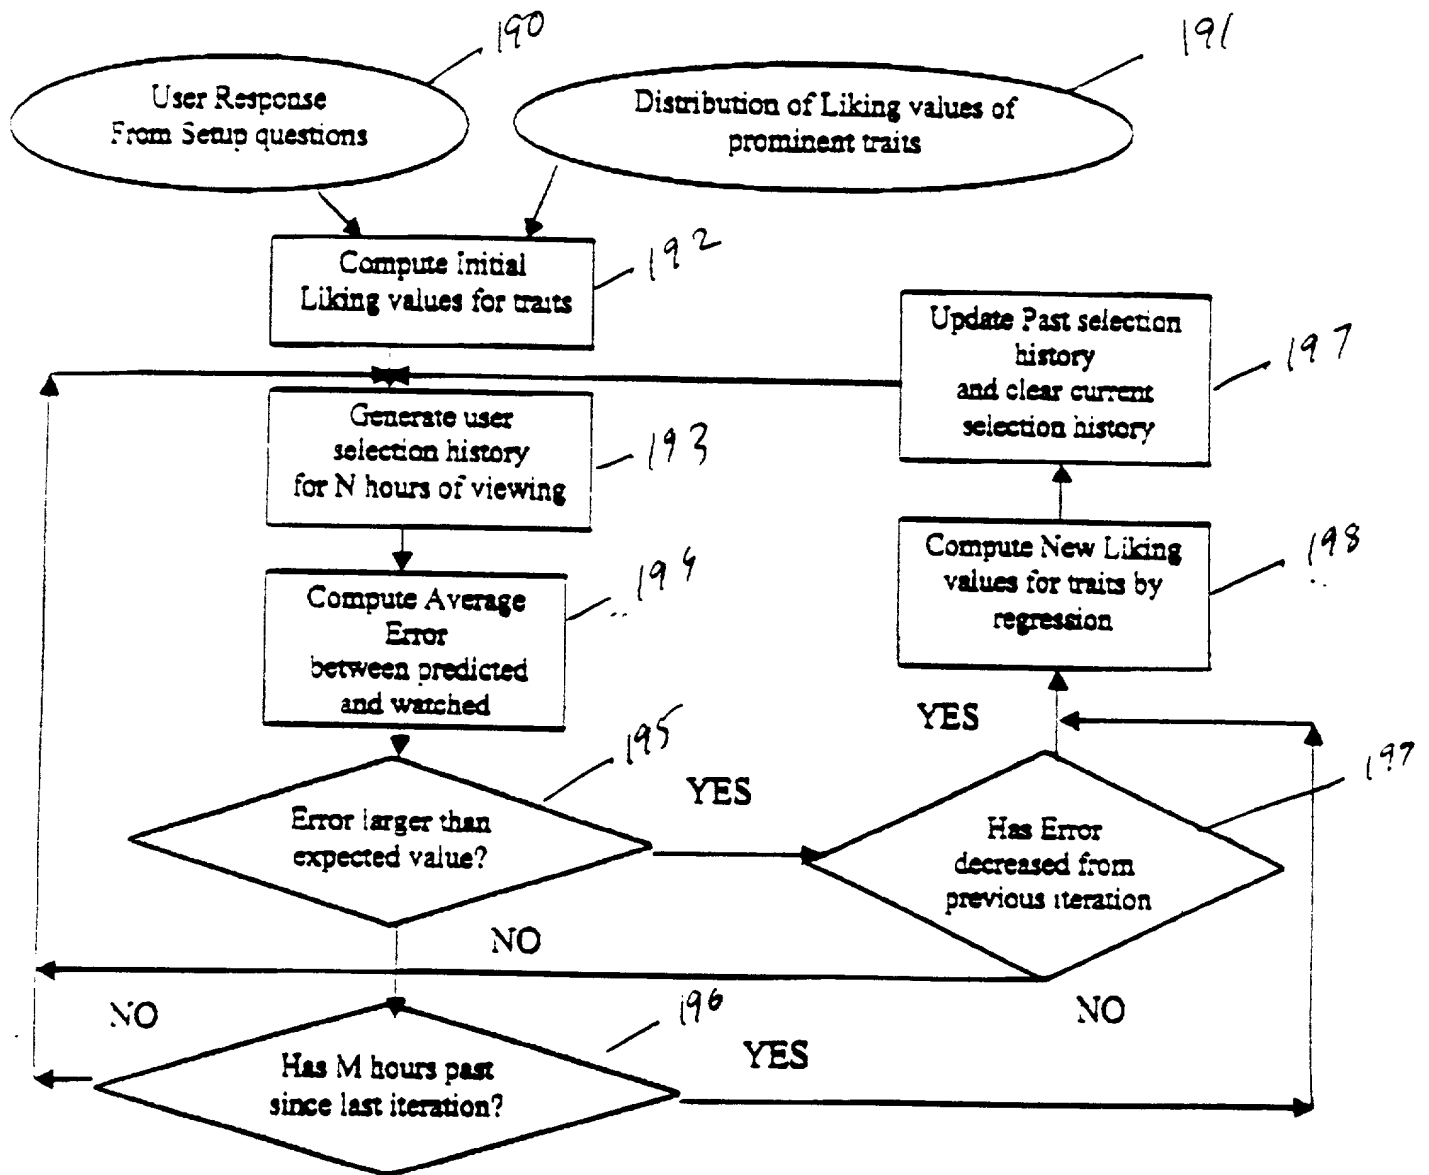 190
191
User Response
From Setup questions
Distribution of Liking values of
prominent traits
192
Compute Initial
Liking values for traits
Update Past selection
history
and clear current
selection history
197
Generate user
selection history
for N hours of viewing
193
Compute New Liking
values for traits by
regression
198
Compute Average
Error
between predicted
and watched
194
YES
195
YES
197
Error larger than
expected value?
Has Error
decreased from
previous iteration
NO
NO
196
NO
YES
Has M hours past
since last iteration?